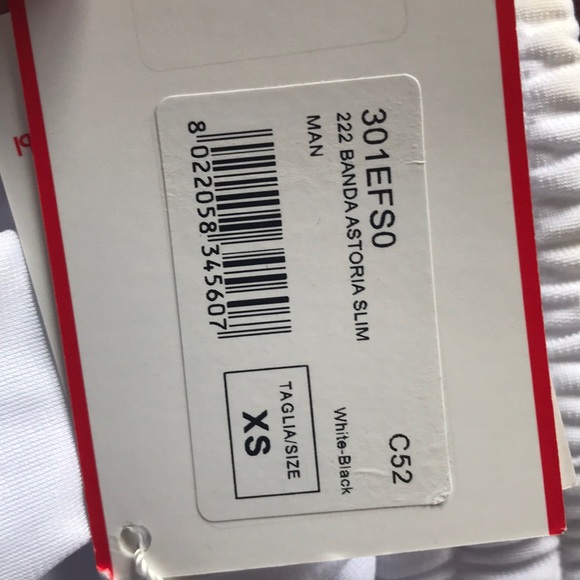 301EFS0 C52
222 BANDA ASTORIA SLIM
MAN White-Black
8 022058 345607
TAGLIA/SIZE
XS